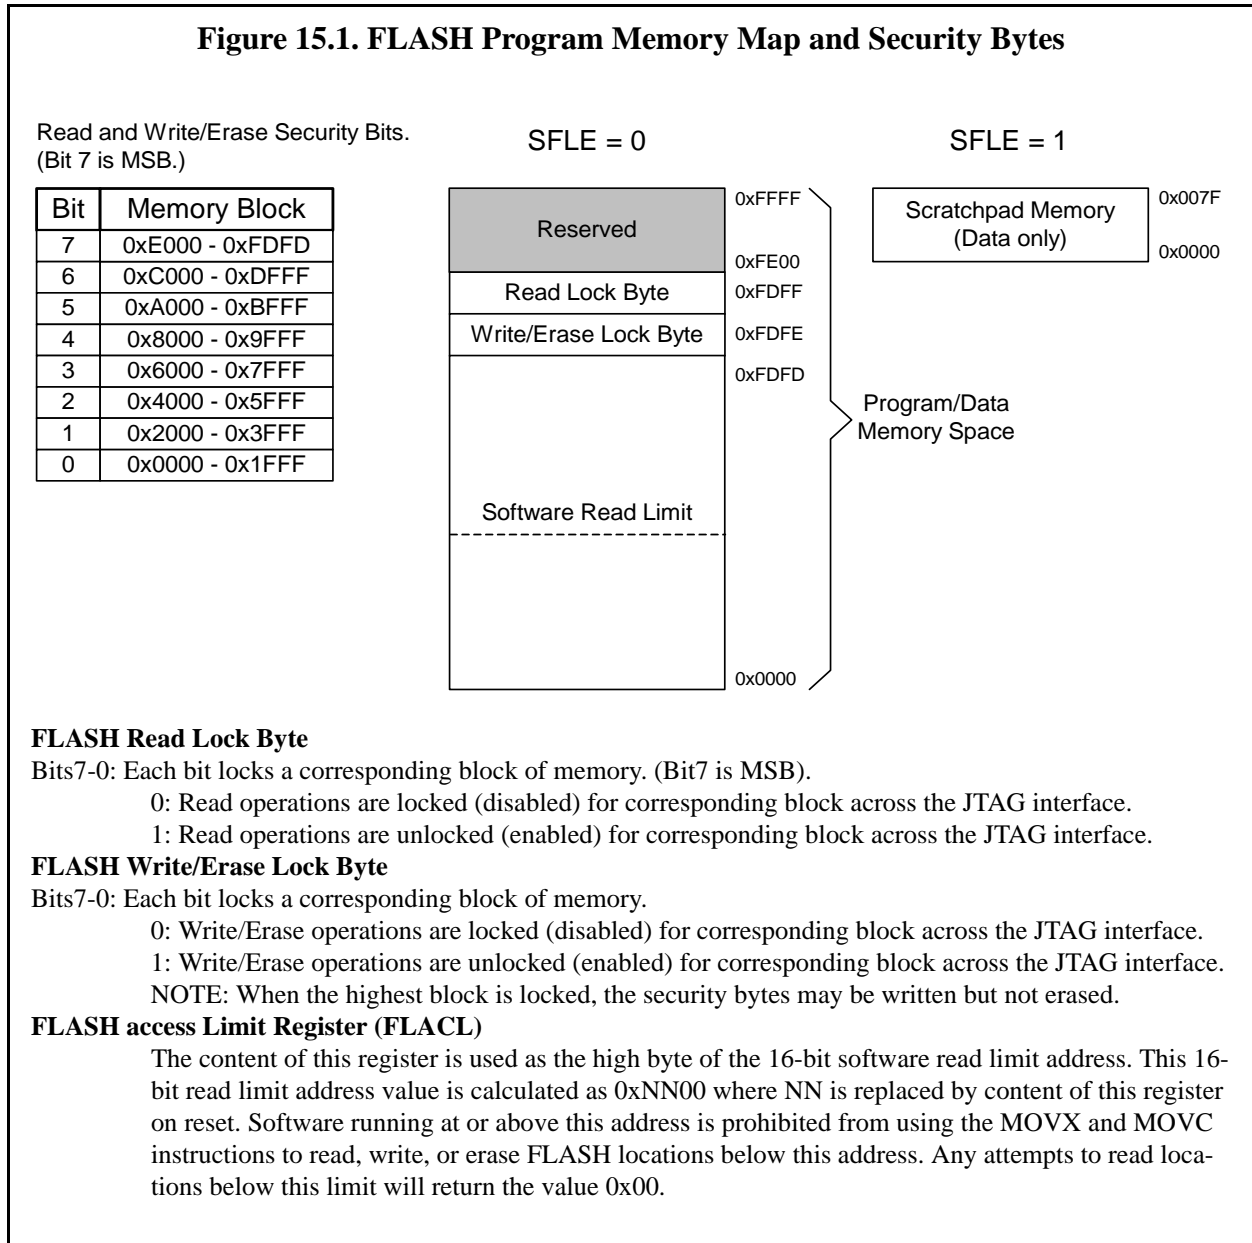 Figure 15.1. FLASH Program Memory Map and Security Bytes
Read and Write/Erase Security Bits.
(Bit 7 is MSB.)
Bit Memory Block
7 0xE000 - 0xFDFD
6 0xC000 - 0xDFFF
5 0xA000 - 0xBFFF
4 0x8000 - 0x9FFF
3 0x6000 - 0x7FFF
2 0x4000 - 0x5FFF
1 0x2000 - 0x3FFF
0 0x0000 - 0x1FFF
SFLE = 0
Reserved
0xFFFF
0xFE00
Read Lock Byte
0xFDFF
Write/Erase Lock Byte
0xFDFE
0xFDFD
Software Read Limit
0x0000
Program/Data
Memory Space
SFLE = 1
Scratchpad Memory
(Data only)
0x007F
0x0000
FLASH Read Lock Byte
Bits7-0: Each bit locks a corresponding block of memory. (Bit7 is MSB).
0: Read operations are locked (disabled) for corresponding block across the JTAG interface.
1: Read operations are unlocked (enabled) for corresponding block across the JTAG interface.
FLASH Write/Erase Lock Byte
Bits7-0: Each bit locks a corresponding block of memory.
0: Write/Erase operations are locked (disabled) for corresponding block across the JTAG interface.
1: Write/Erase operations are unlocked (enabled) for corresponding block across the JTAG interface.
NOTE: When the highest block is locked, the security bytes may be written but not erased.
FLASH access Limit Register (FLACL)
The content of this register is used as the high byte of the 16-bit software read limit address. This 16-
bit read limit address value is calculated as 0xNN00 where NN is replaced by content of this register
on reset. Software running at or above this address is prohibited from using the MOVX and MOVC
instructions to read, write, or erase FLASH locations below this address. Any attempts to read loca-
tions below this limit will return the value 0x00.